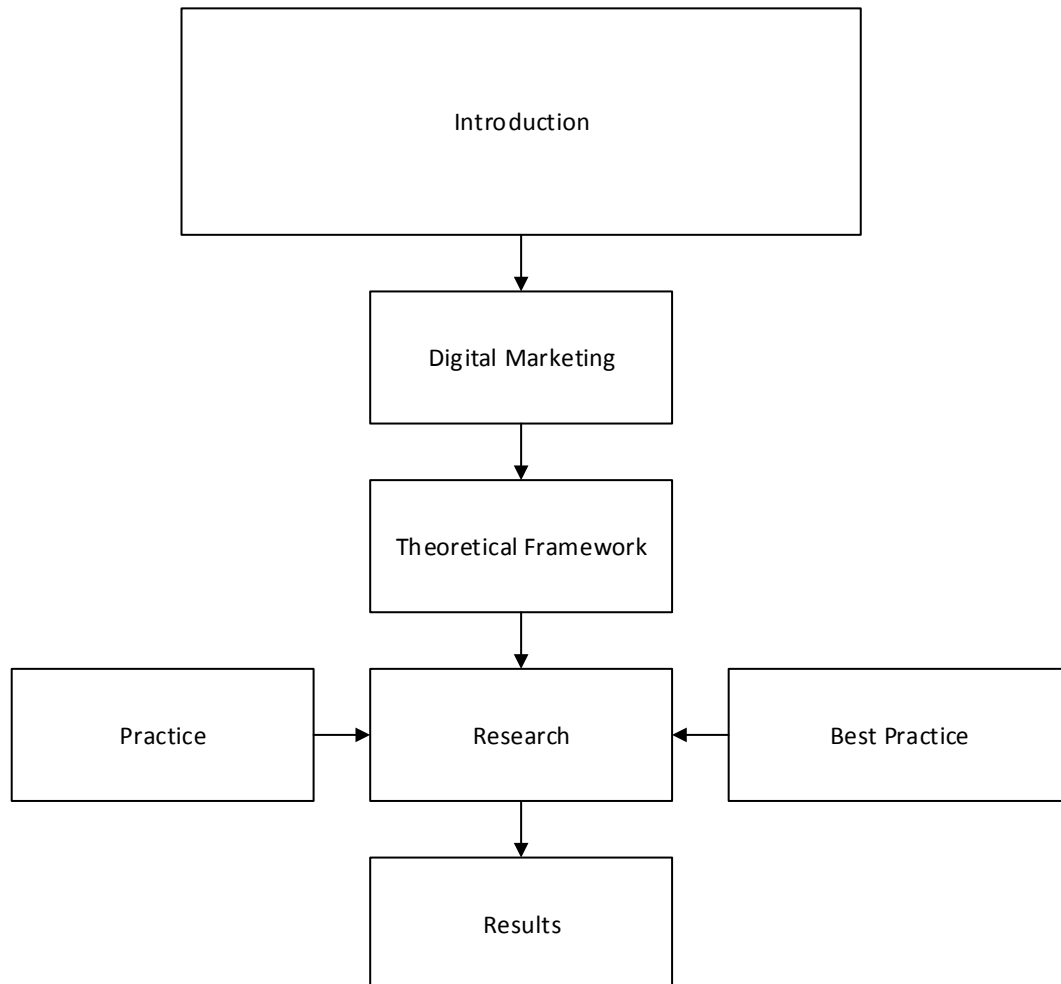 Introduction
Digital Marketing
Theoretical Framework
Practice
Research
Best Practice
Results